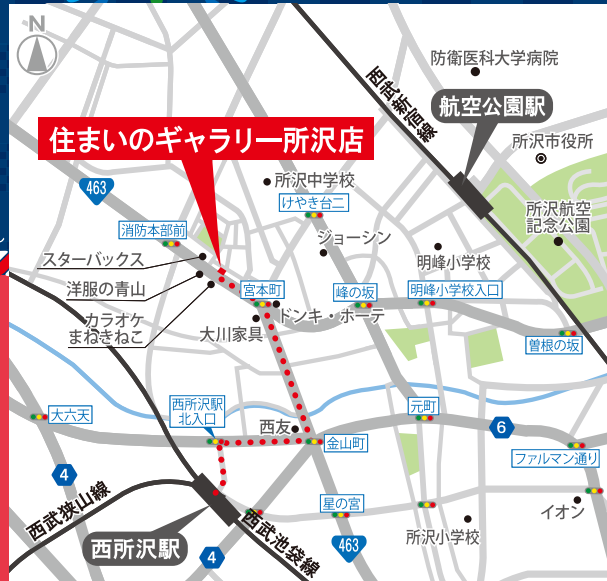 N
防衛医科大学病院
西武新宿線
航空公園駅
住まいのギャラリー所沢店
所沢市役所
463
所沢中学校
けやき台二
所沢航空
記念公園
消防本部前
ジョーシン
スターバックス
明峰小学校
洋服の青山
宮本町
峰の坂
明峰小学校入口
カラオケ
まねきねこ
ドンキ・ホーテ
大川家具
曽根の坂
大六天
西所沢駅
北入口
西友
元町
6
金山町
ファルマン通り
4
西武狭山線
星の宮
イオン
西武池袋線
所沢小学校
西所沢駅
4
463